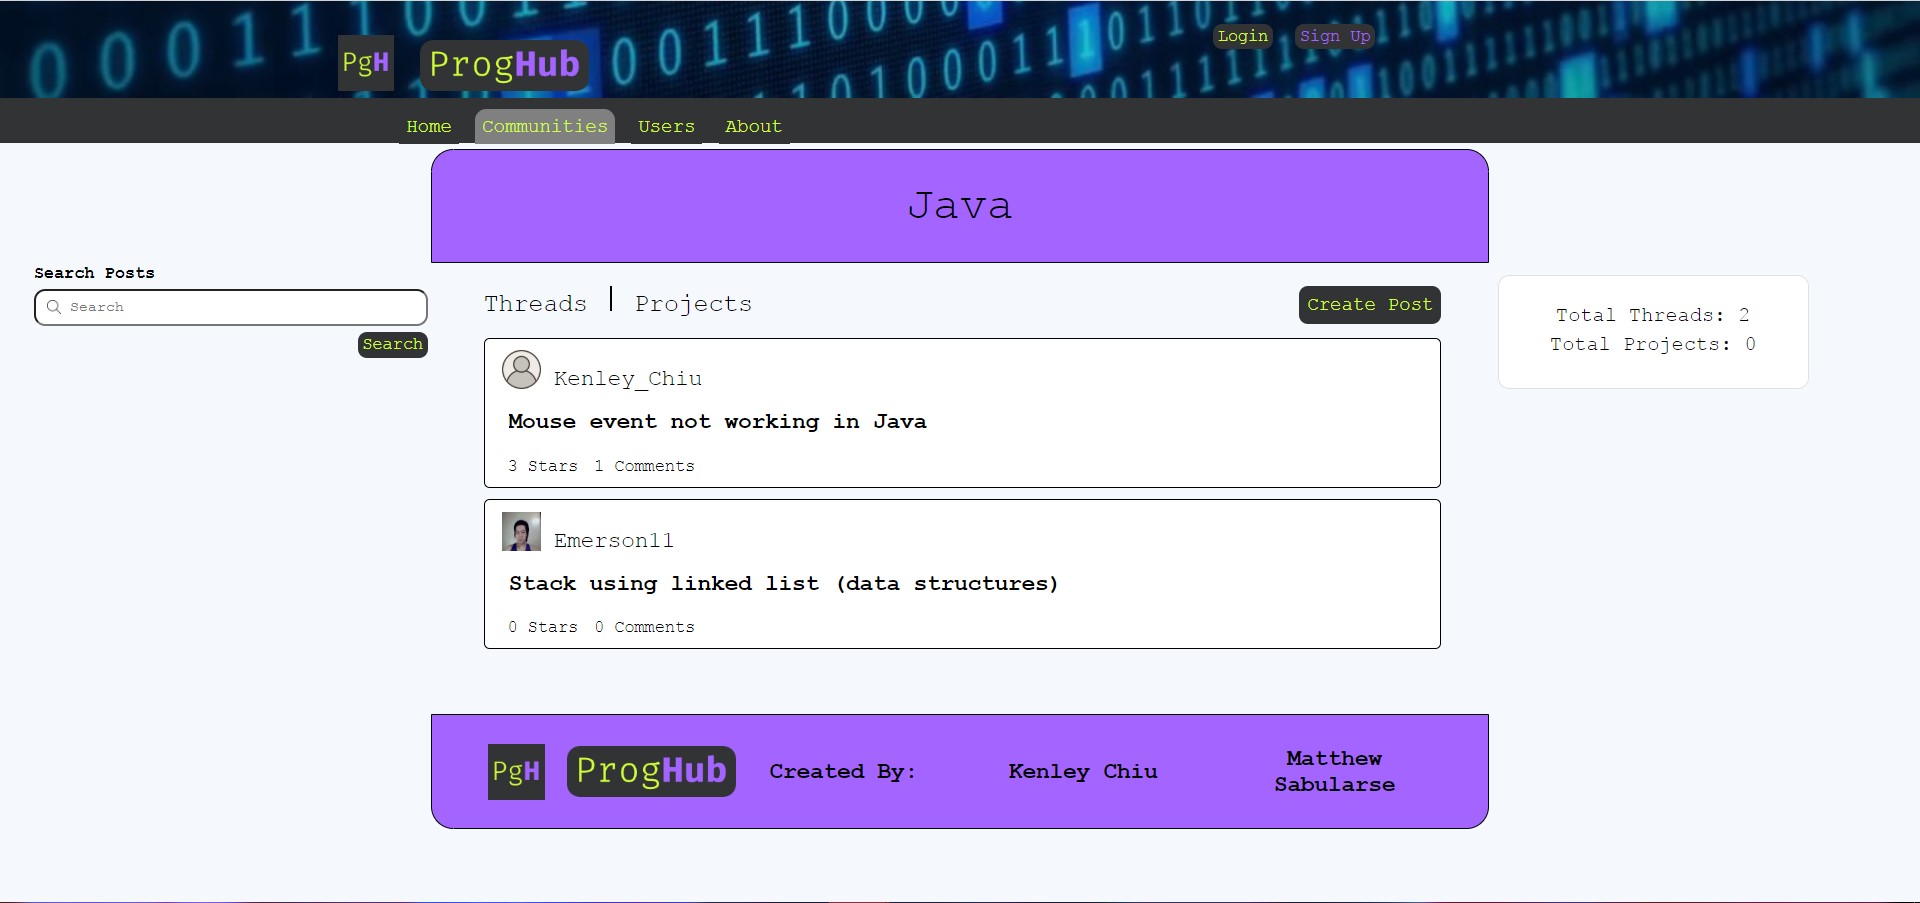 PgH ProgHub
Login Sign Up
Home Communities Users About
Java
Search Posts
Search
Search
Threads | Projects
Create Post
Total Threads: 2
Total Projects: 0
Kenley_Chiu
Mouse event not working in Java
3 Stars 1 Comments
Emerson11
Stack using linked list (data structures)
0 Stars 0 Comments
PgH ProgHub Created By: Kenley Chiu Matthew
Sabularse